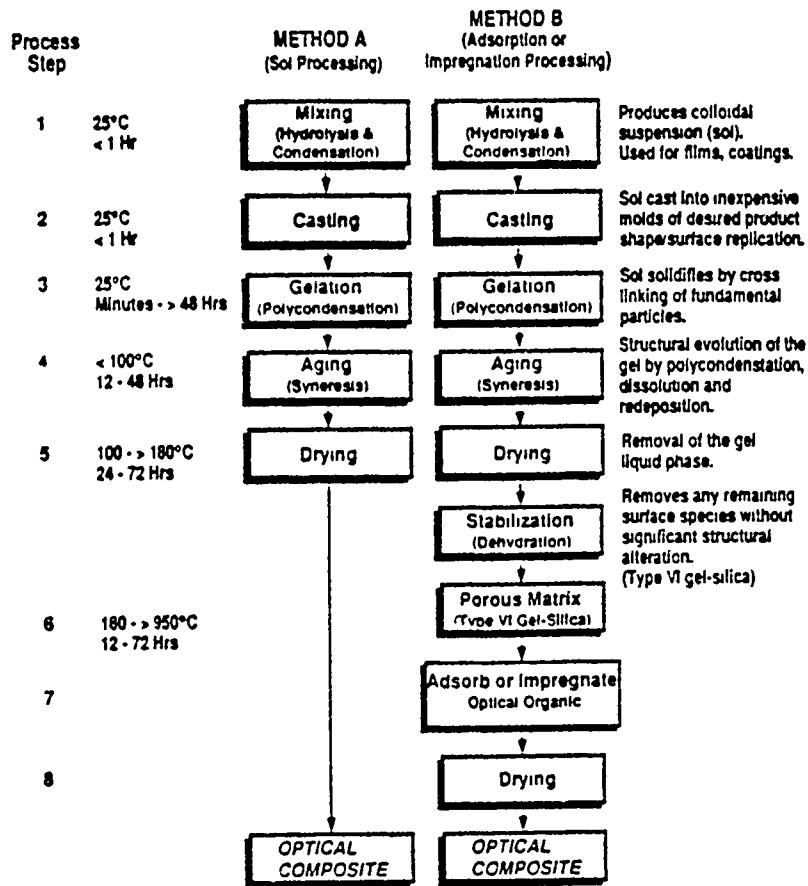 Process
Step
METHOD A
(Sol Processing)
METHOD B
(Adsorption or
Impregnation Processing)
1
25°C
< 1 Hr
Mixing
(Hydrolysis &
Condensation)
Mixing
(Hydrolysis &
Condensation)
Produces colloidal
suspension (sol).
Used for films, coatings.
2
25°C
< 1 Hr
Casting
Casting
Sol cast into inexpensive
molds of desired product
shape/surface replication.
3
25°C
Minutes - > 48 Hrs
Gelation
(Polycondensation)
Gelation
(Polycondensation)
Sol solidifies by cross
linking of fundamental
particles.
4
< 100°C
12 - 48 Hrs
Aging
(Syneresis)
Aging
(Syneresis)
Structural evolution of the
gel by polycondenstation,
dissolution and
redeposition.
5
100 - > 180°C
24 - 72 Hrs
Drying
Drying
Removal of the gel
liquid phase.
Stabilization
(Dehydration)
Removes any remaining
surface species without
significant structural
alteration.
(Type VI gel-silica)
6
180 - > 950°C
12 - 72 Hrs
Porous Matrix
(Type VI Gel-Silica)
7
Adsorb or Impregnate
Optical Organic
8
Drying
OPTICAL
COMPOSITE
OPTICAL
COMPOSITE